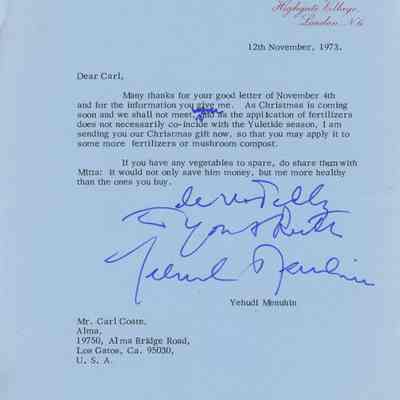 Highgate Village,
London. N.6
12th November, 1973.
Dear Carl,
Many thanks for your good letter of November 4th
and for the information you give me. As Christmas is coming
soon and we shall not meet, and as the application of fertilizers
does not necessarily co-incide with the Yuletide season, I am
sending you our Christmas gift now, so that you may apply it to
some more fertilizers or mushroom compost.
If you have any vegetables to spare, do share them with
it would not only save him money, but me more healthy
than the ones you buy.
to You & Ruth
Yehudi Menuhin
Yehudi Menuhin
Mr. Carl Coate,
Alma,
19750, Alma Bridge Road,
Los Gatos, Ca. 95030,
U. S. A.